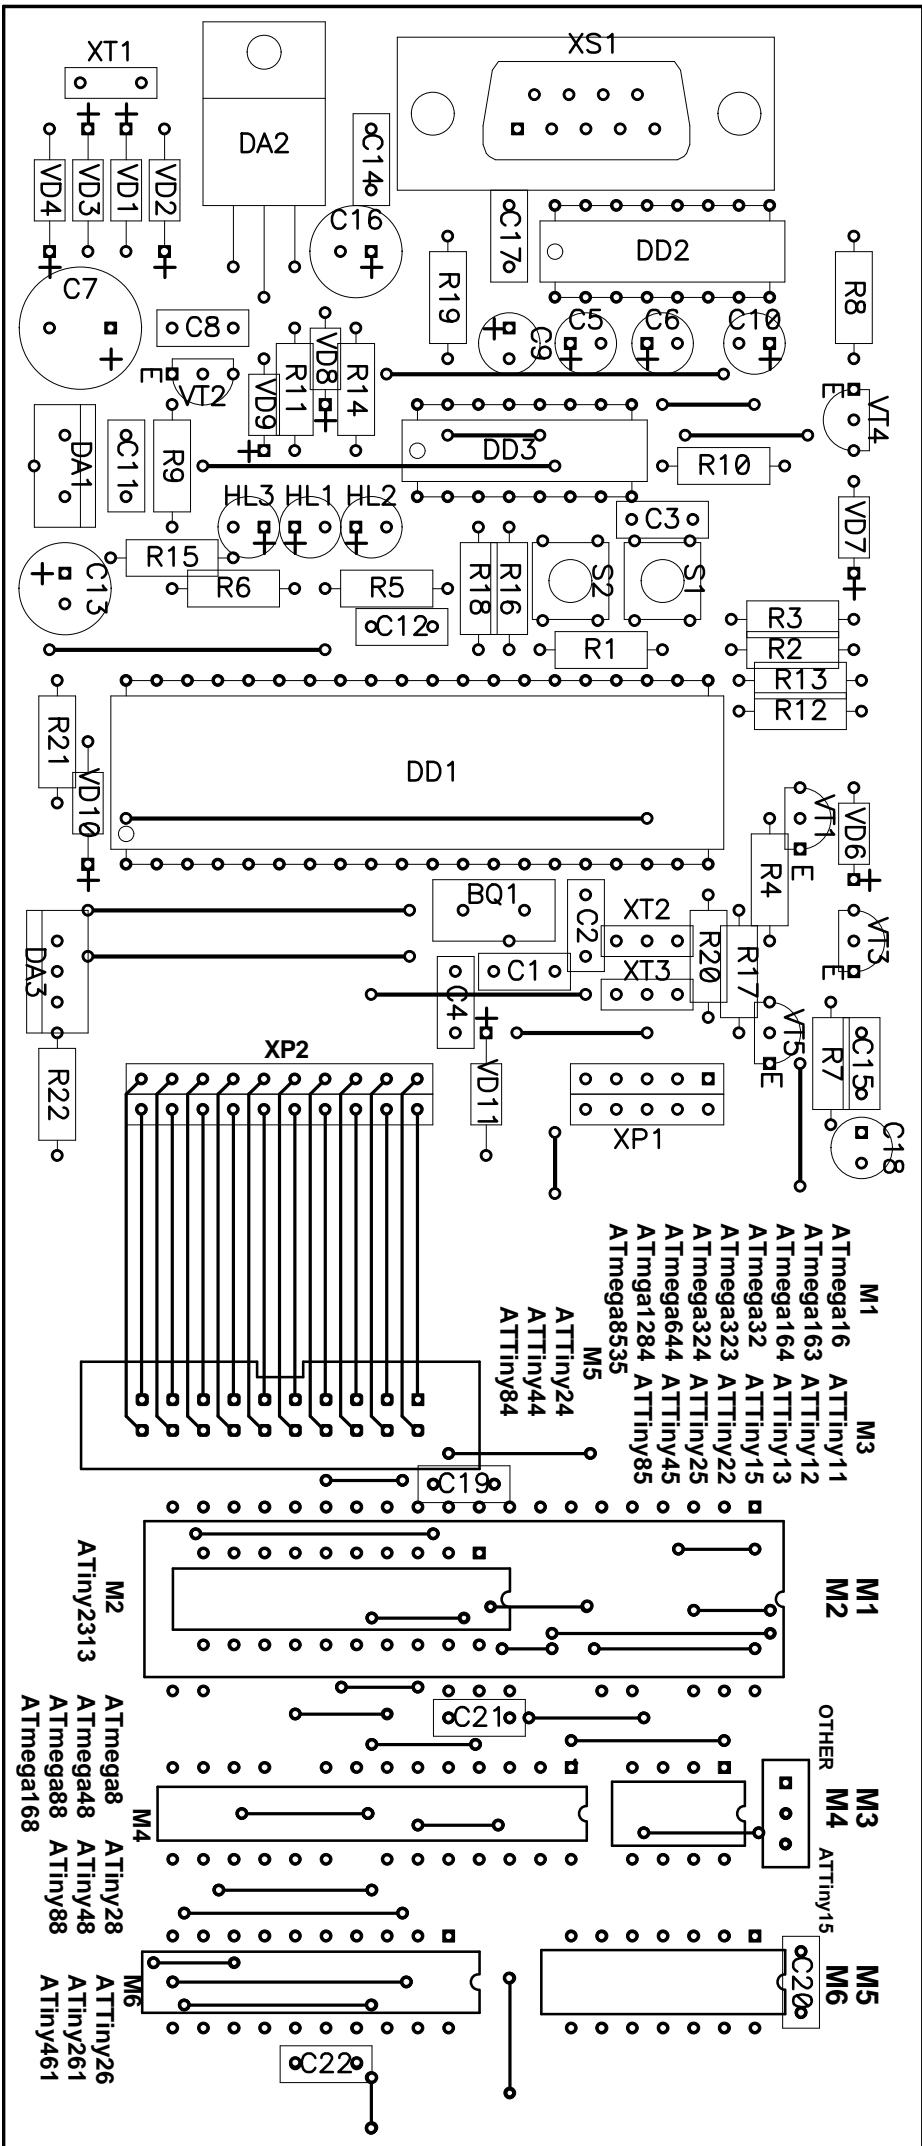 XT1
XS1
DA2
C14
VD4
VD3
VD1
VD2
C16
C17
DD2
R19
R8
C7
C8
C9
C5
C6
C10
E
VT2
VD9
R11
VD8
R14
E
VT4
DA1
C11
R9
DD3
R10
HL3
HL1
HL2
C3
VD7
C13
R15
R6
R5
C12
R18
R16
S2
S1
R1
R3
R2
R13
R12
R21
VD10
DD1
VT1
E
VD6
R4
BQ1
C2
XT2
R20
R17
VT3
E
DA3
C1
XT3
C4
VT5
E
R7
C15
R22
XP2
VD11
XP1
C18
M1 M3
ATmega16 ATTiny11
ATmega163 ATTiny12
ATmega164 ATTiny13
ATmega32 ATTiny15
ATmega323 ATTiny22
ATmega324 ATTiny25
ATmega644 ATTiny45
ATmga1284 ATTiny85
ATmega8535
M5
ATTiny24
ATTiny44
ATTiny84
C19
M1
M2
M2
ATiny2313
C21
OTHER
M3
M4
ATTiny15
M4
ATmega8 ATiny28
ATmega48 ATiny48
ATmega88 ATiny88
ATmega168
M5
M6
C20
M6
ATTiny26
ATiny261
ATiny461
C22